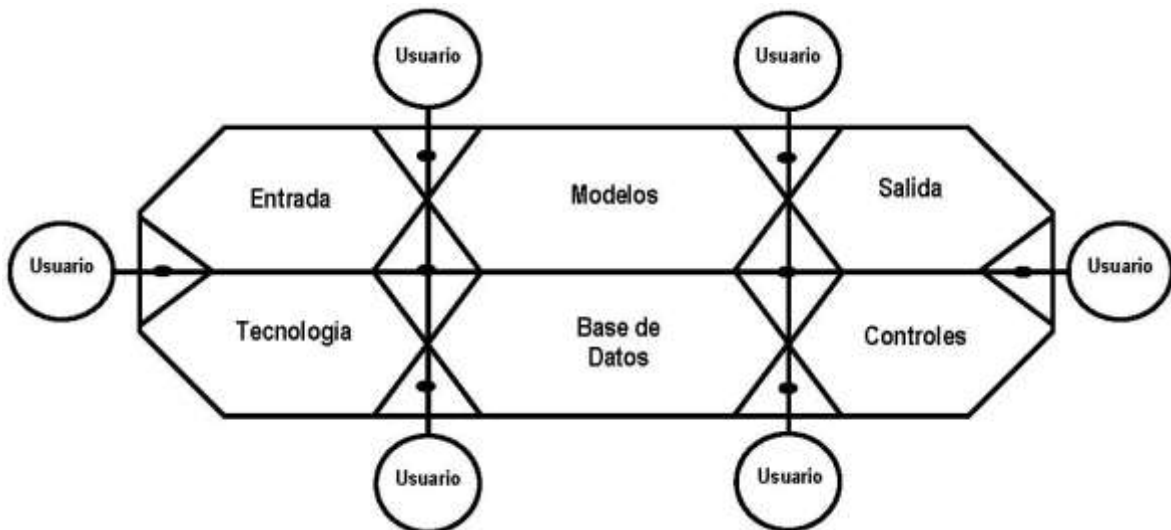 Usuario
Usuario
Entrada
Modelos
Salida
Usuario
Usuario
Tecnologia
Base de
Datos
Controles
Usuario
Usuario